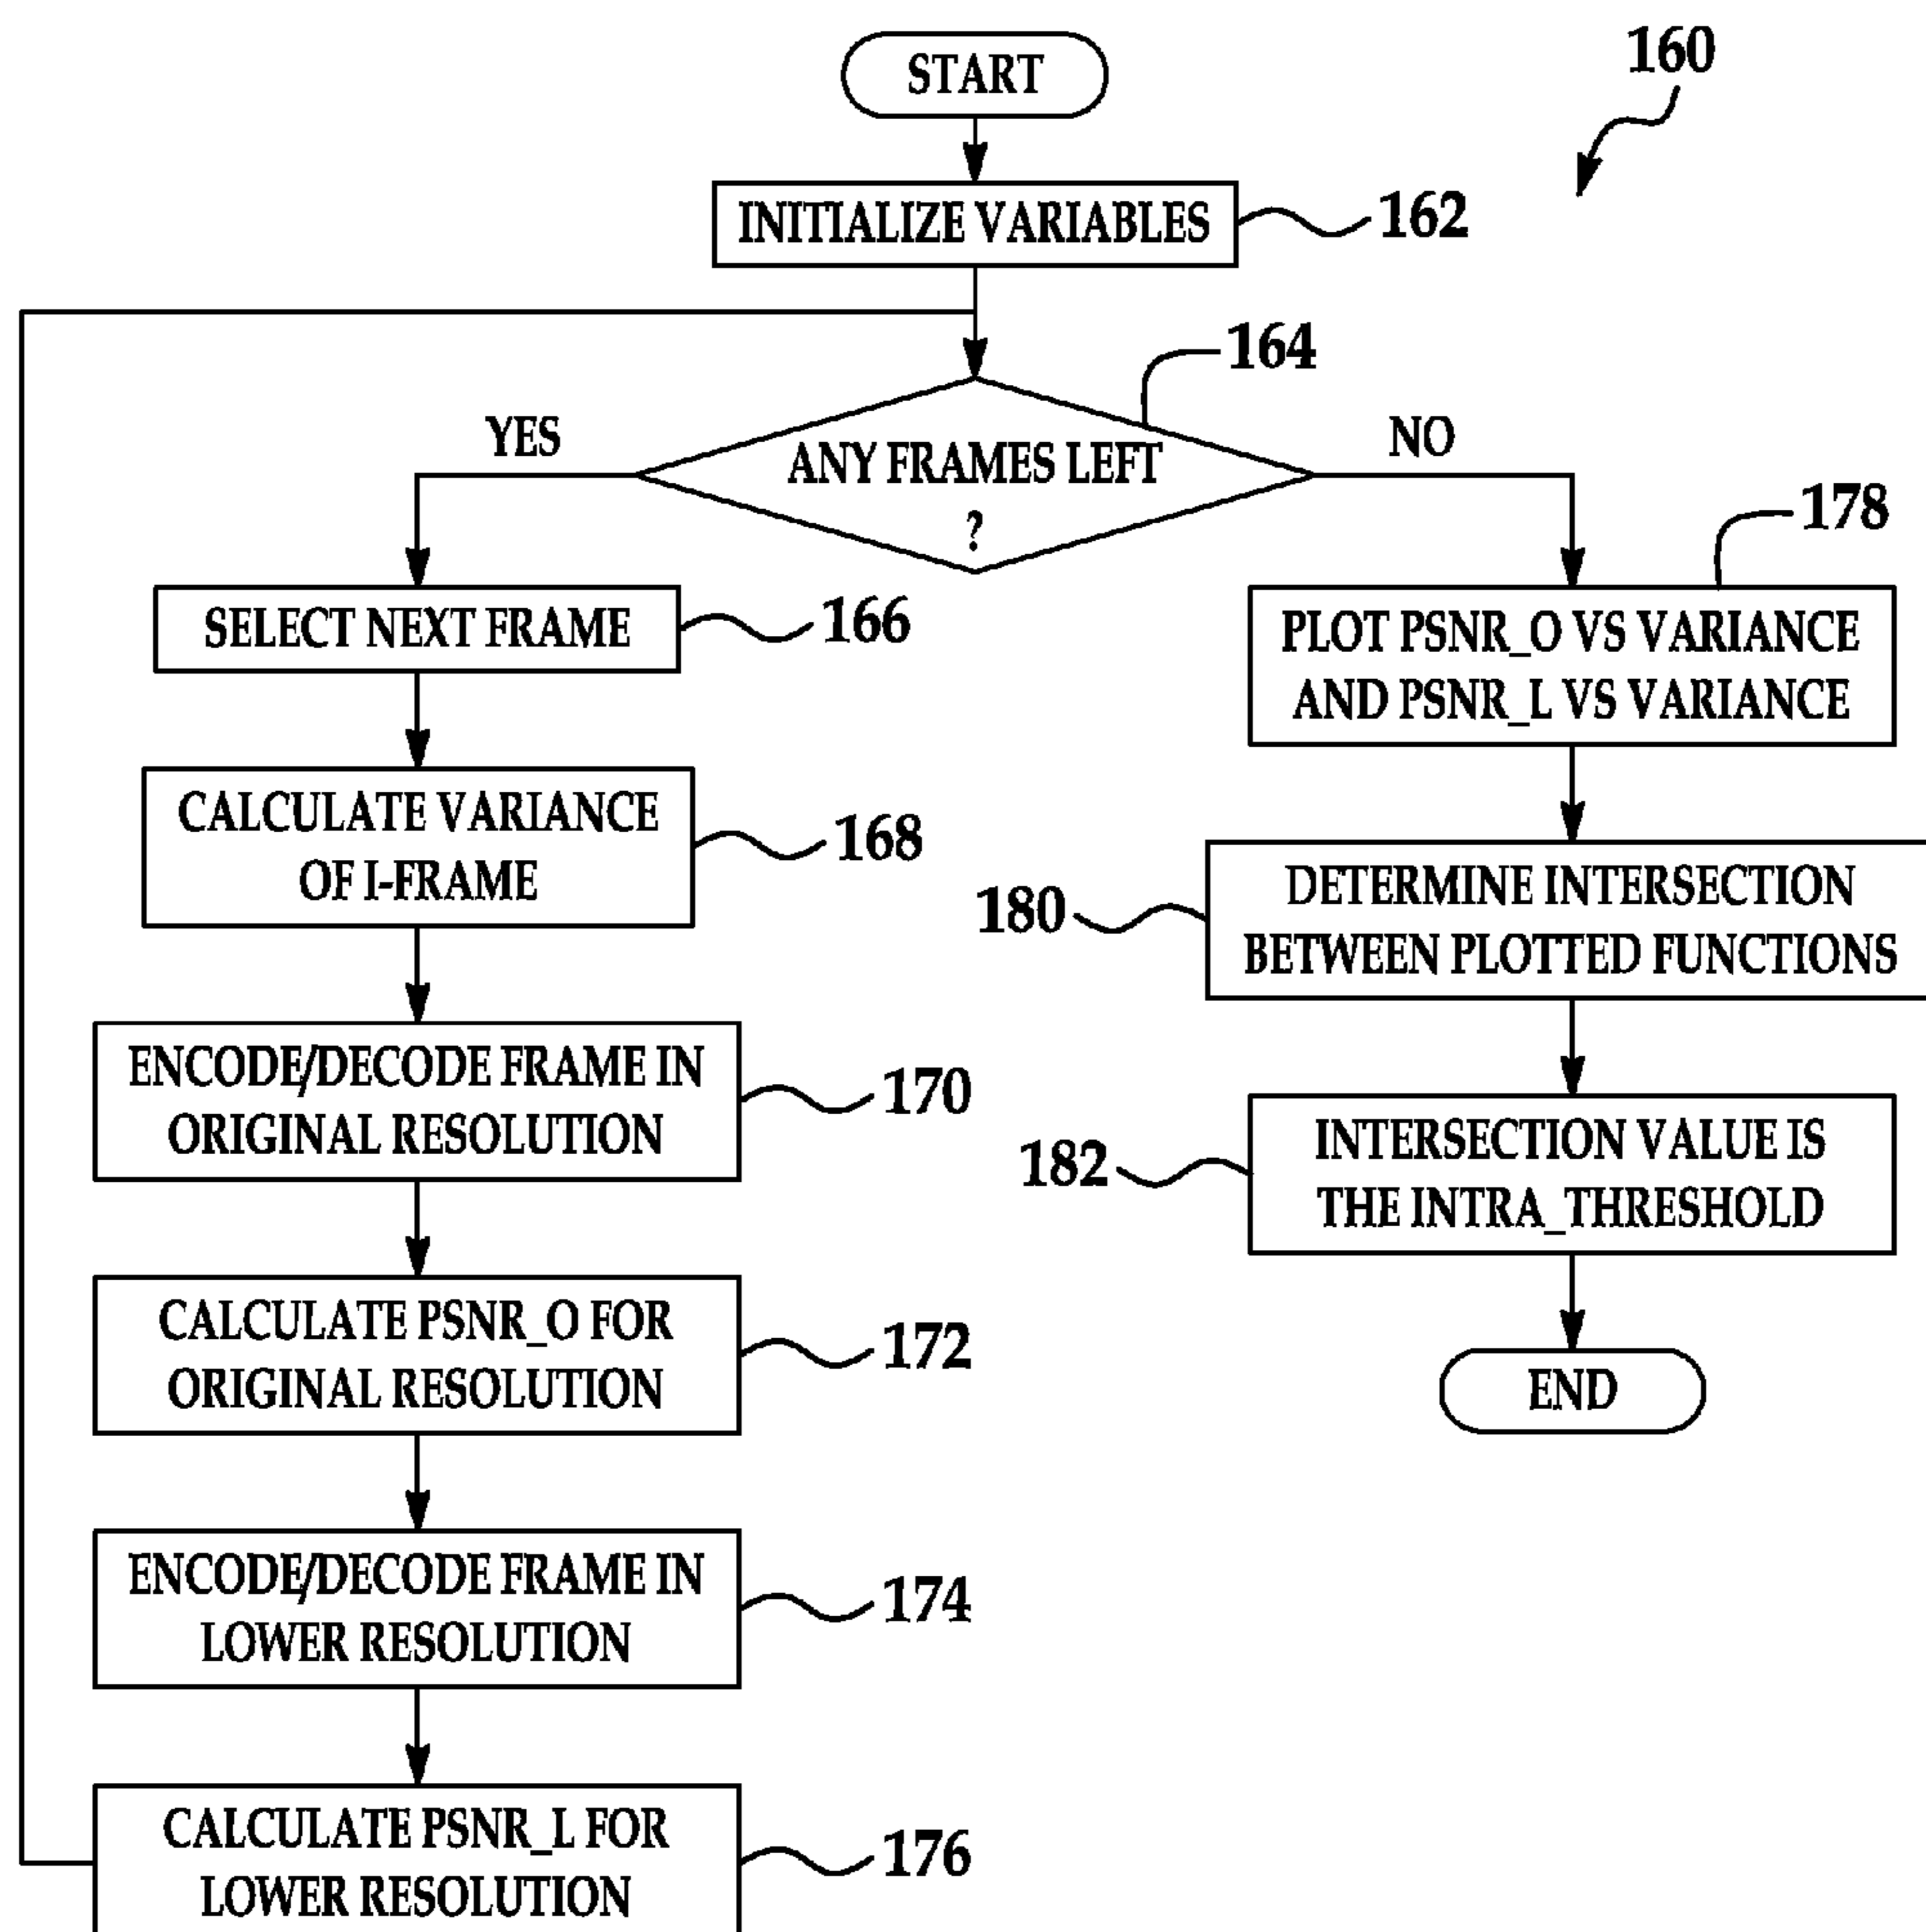 160
START
INITIALIZE VARIABLES
162
164
YES
ANY FRAMES LEFT
?
NO
178
SELECT NEXT FRAME
166
CALCULATE VARIANCE
OF I-FRAME
168
ENCODE/DECODE FRAME IN
ORIGINAL RESOLUTION
170
CALCULATE PSNR_O FOR
ORIGINAL RESOLUTION
172
ENCODE/DECODE FRAME IN
LOWER RESOLUTION
174
CALCULATE PSNR_L FOR
LOWER RESOLUTION
176
PLOT PSNR_O VS VARIANCE
AND PSNR_L VS VARIANCE
180
DETERMINE INTERSECTION
BETWEEN PLOTTED FUNCTIONS
182
INTERSECTION VALUE IS
THE INTRA_THRESHOLD
END